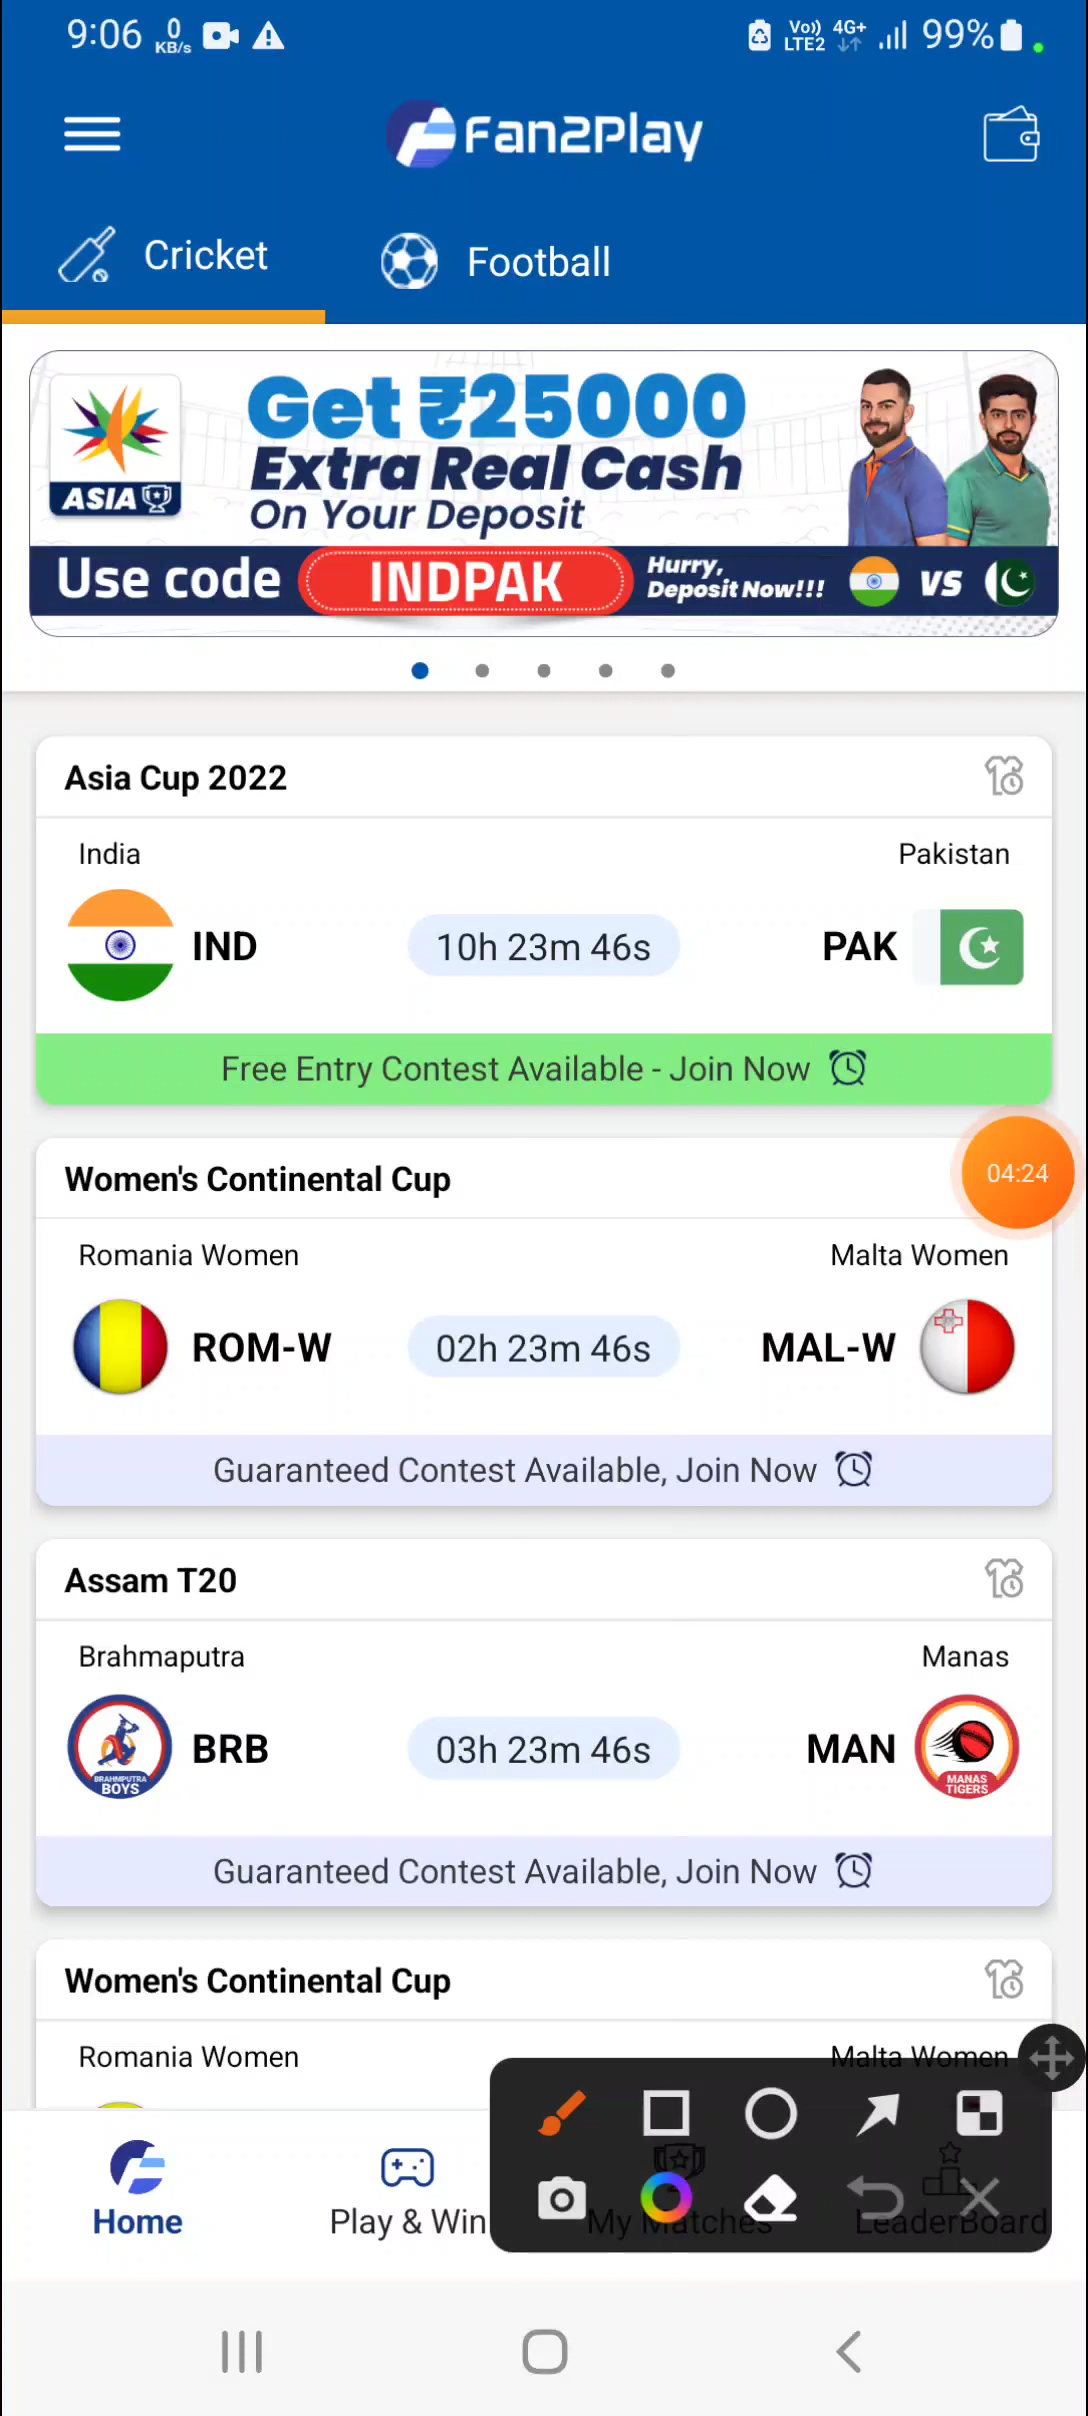 9:06 0 KB/s Vo)) LTE2 4G+ 99%
Fan2Play
Cricket Football
ASIA
Get ₹25000
Extra Real Cash
On Your Deposit
Use code INDPAK Hurry, Deposit Now!!! VS
Asia Cup 2022
India Pakistan
IND 10h 23m 46s PAK
Free Entry Contest Available - Join Now
Women's Continental Cup
04:24
Romania Women Malta Women
ROM-W 02h 23m 46s MAL-W
Guaranteed Contest Available, Join Now
Assam T20
Brahmaputra Manas
BRAHMPUTRA BOYS BRB 03h 23m 46s MAN MANAS TIGERS
Guaranteed Contest Available, Join Now
Women's Continental Cup
Romania Women Malta Women
Home Play & Win My Matches LeaderBoard